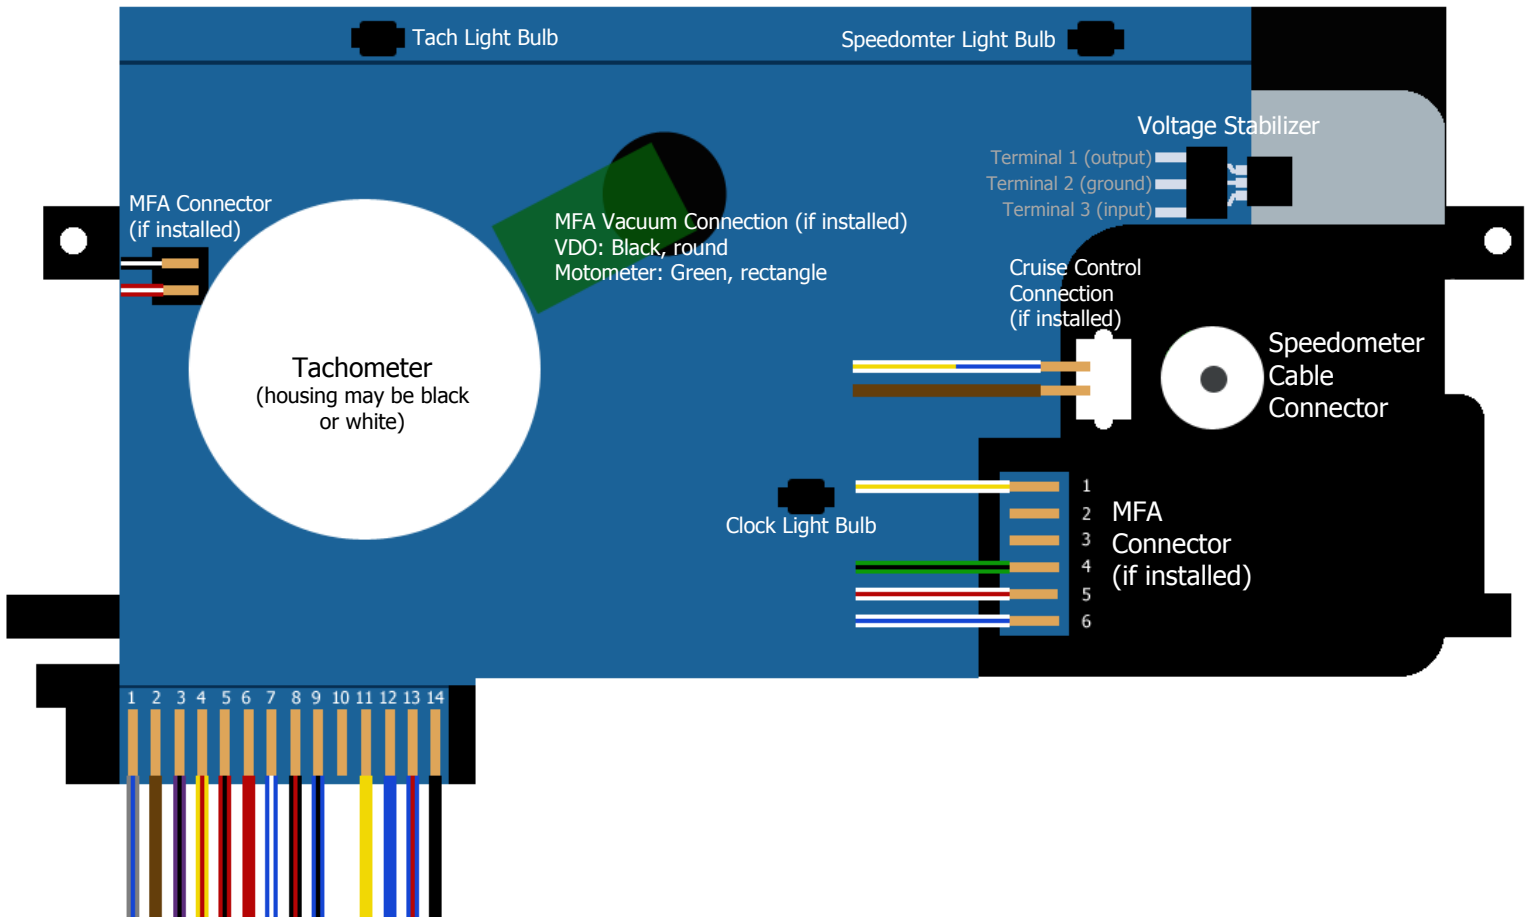 Tach Light Bulb
Speedomter Light Bulb
Voltage Stabilizer
Terminal 1 (output)
Terminal 2 (ground)
Terminal 3 (input)
MFA Connector
(if installed)
MFA Vacuum Connection (if installed)
VDO: Black, round
Motometer: Green, rectangle
Cruise Control
Connection
(if installed)
Speedometer
Cable
Connector
Tachometer
(housing may be black
or white)
Clock Light Bulb
1
2
3
4
5
6
MFA
Connector
(if installed)
1 2 3 4 5 6 7 8 9 10 11 12 13 14